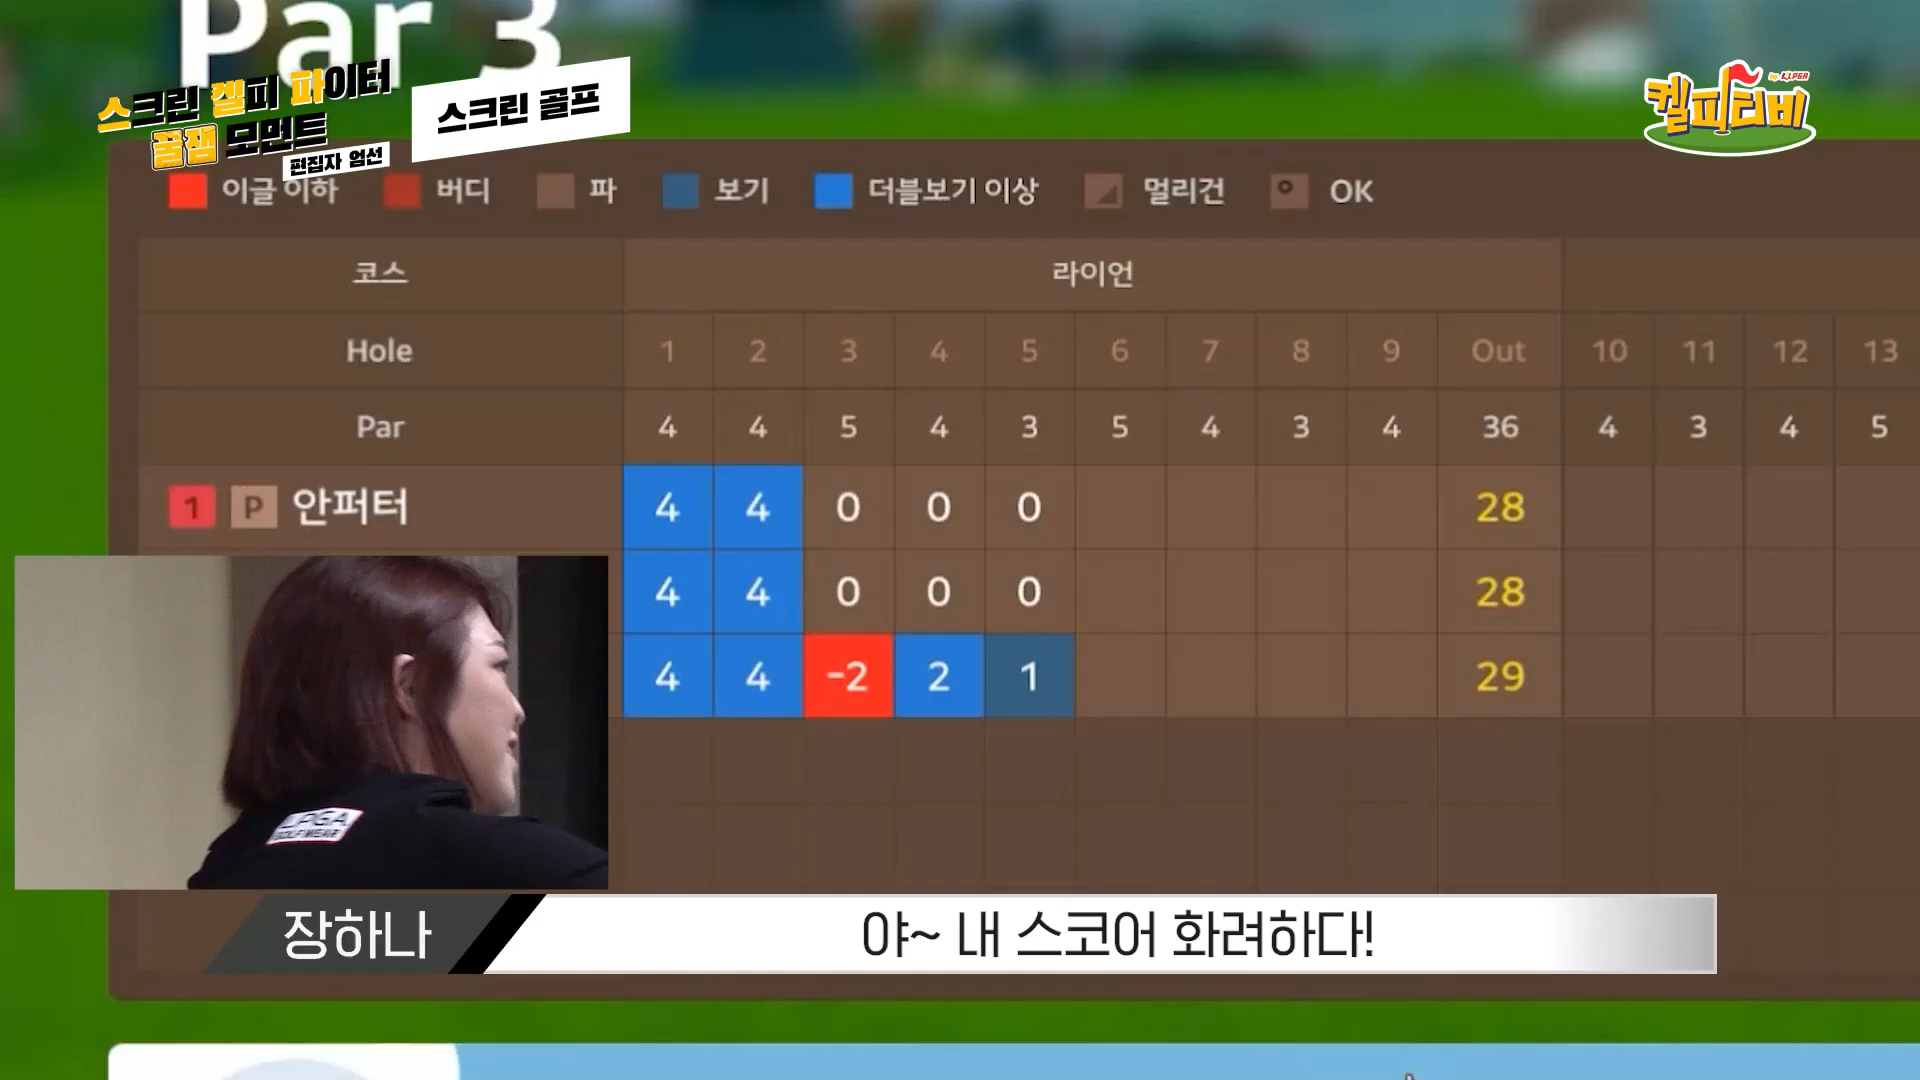 Par 3
스크린 켈피 파이터
꿀잼 모먼트
편집자 엄선
스크린 골프
켈피티비
by KLPGA
이글 이하 버디 파 보기 더블보기 이상 멀리건 OK
코스 라이언
Hole 1 2 3 4 5 6 7 8 9 Out 10 11 12 13
Par 4 4 5 4 3 5 4 3 4 36 4 3 4 5
1 P 안퍼터 4 4 0 0 0 28
4 4 0 0 0 28
4 4 -2 2 1 29
LPGA
GOLF WEAR
장하나 야~ 내 스코어 화려하다!